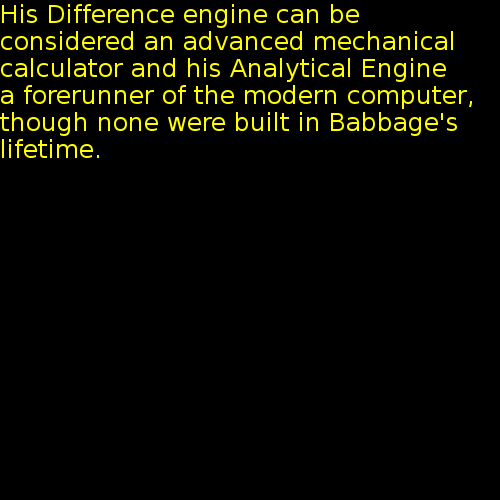 His Difference engine can be
considered an advanced mechanical
calculator and his Analytical Engine
a forerunner of the modern computer,
though none were built in Babbage's
lifetime.